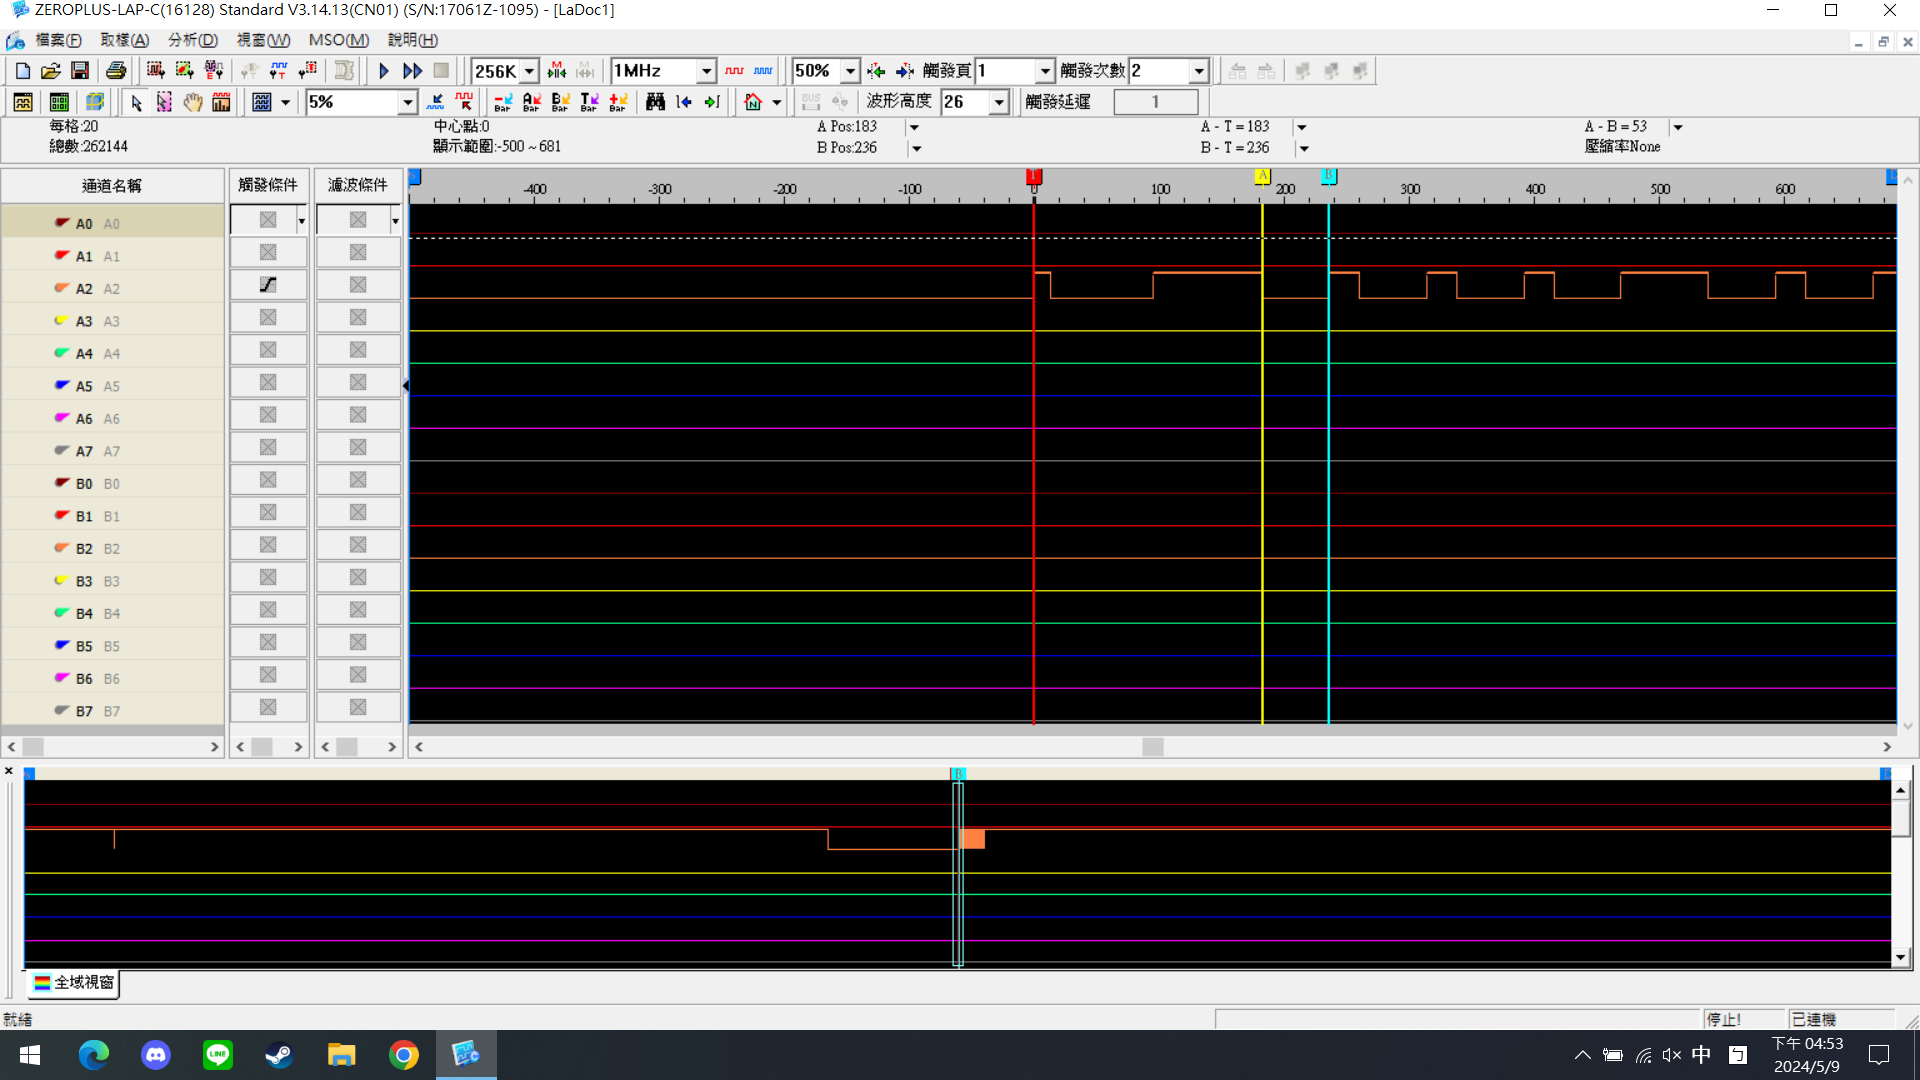 ZEROPLUS-LAP-C(16128) Standard V3.14.13(CN01) (S/N:17061Z-1095) - [LaDoc1]
檔案(F) 取樣(A) 分析(D) 視窗(W) MSO(M) 說明(H)
256K 1MHz 50% 觸發頁 1 觸發次數 2
5% Bar Bar Bar Bar Bar 波形高度 26 觸發延遲 1
每格:20 中心點:0 A Pos:183 A - T = 183 A - B = 53
總數:262144 顯示範圍:-500 ~ 681 B Pos:236 B - T = 236 壓縮率None
通道名稱 觸發條件 濾波條件 -400 -300 -200 -100 0 100 200 300 400 500 600
T A B
A0 A0
A1 A1
A2 A2
A3 A3
A4 A4
A5 A5
A6 A6
A7 A7
B0 B0
B1 B1
B2 B2
B3 B3
B4 B4
B5 B5
B6 B6
B7 B7
B
全域視窗
就緒 停止! 已連機
LINE 中 ㄅ 下午 04:53
2024/5/9